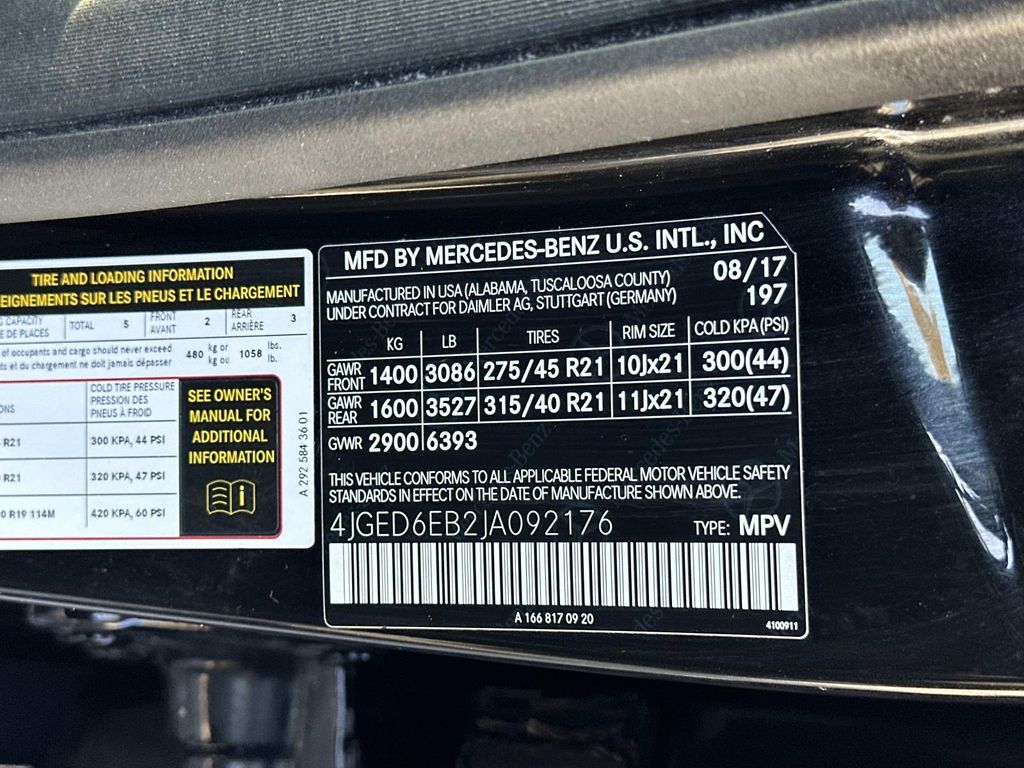 TIRE AND LOADING INFORMATION
EIGNEMENTS SUR LES PNEUS ET LE CHARGEMENT
G CAPACITY TOTAL 5 FRONT 2 REAR 3
E DE PLACES AVANT ARRIÈRE
of occupants and cargo should never exceed 480 kg or 1058 lbs.
ts et du chargement ne doit jamais dépasser kg ou lb.
COLD TIRE PRESSURE
ONS PRESSION DES
PNEUS À FROID
R21 300 KPA, 44 PSI
R21 320 KPA, 47 PSI
0 R19 114M 420 KPA, 60 PSI
SEE OWNER'S
MANUAL FOR
ADDITIONAL
INFORMATION
A 292 584 36 01
MFD BY MERCEDES-BENZ U.S. INTL., INC
MANUFACTURED IN USA (ALABAMA, TUSCALOOSA COUNTY) 08/17
UNDER CONTRACT FOR DAIMLER AG, STUTTGART (GERMANY) 197
KG LB TIRES RIM SIZE COLD KPA (PSI)
GAWR FRONT 1400 3086 275/45 R21 10Jx21 300(44)
GAWR REAR 1600 3527 315/40 R21 11Jx21 320(47)
GVWR 2900 6393
THIS VEHICLE CONFORMS TO ALL APPLICABLE FEDERAL MOTOR VEHICLE SAFETY
STANDARDS IN EFFECT ON THE DATE OF MANUFACTURE SHOWN ABOVE.
4JGED6EB2JA092176 TYPE: MPV
A 166 817 09 20
4100911